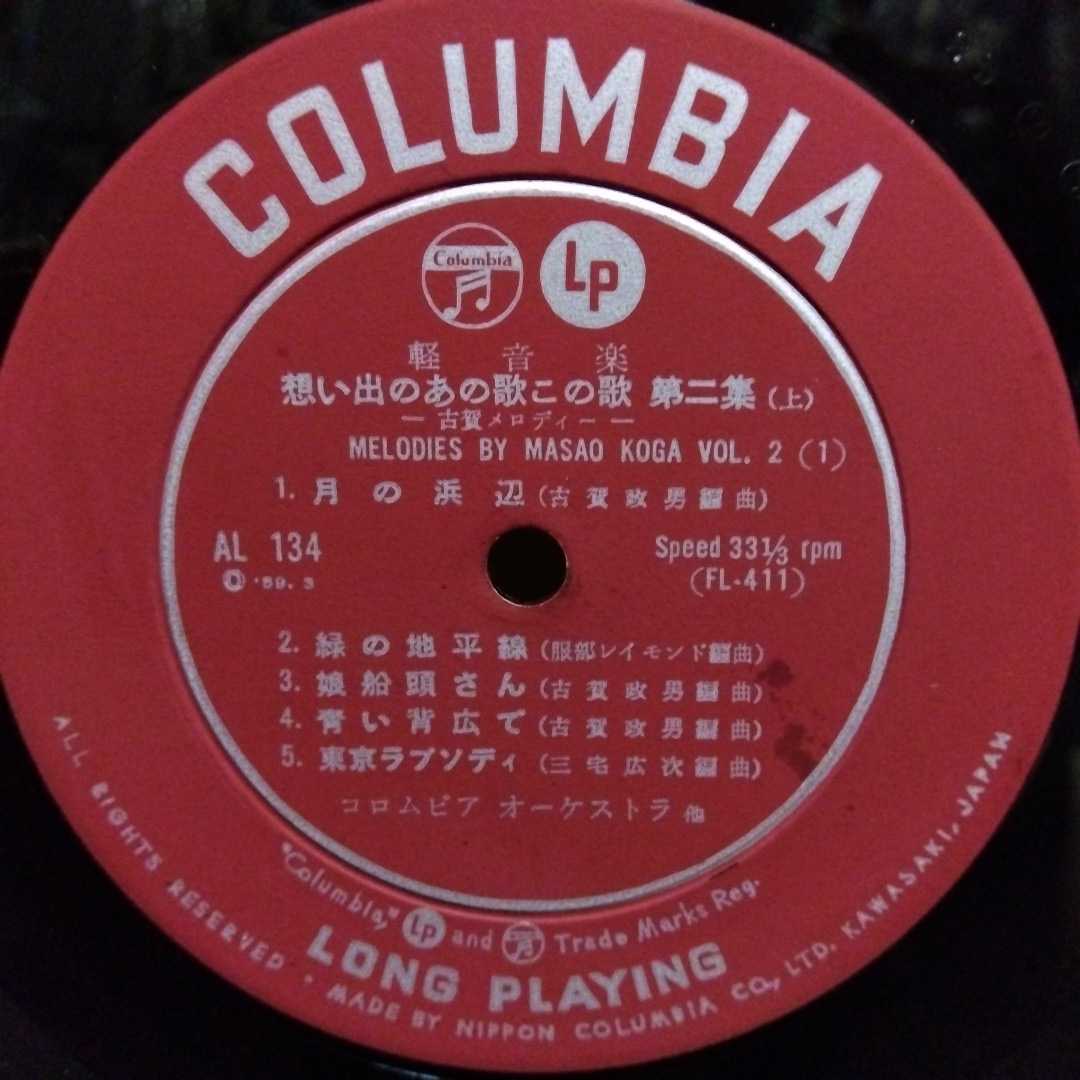 COLUMBIA
Columbia LP
軽音楽
想い出のあの歌この歌 第二集(上)
―古賀メロディー―
MELODIES BY MASAO KOGA VOL. 2 (1)
1. 月の浜辺(古賀政男編曲)
AL 134
Speed 33 1/3 rpm
Ⓟ '59. 3
(FL-411)
2. 緑の地平線(服部レイモンド編曲)
3. 娘船頭さん(古賀政男編曲)
4. 青い背広で(古賀政男編曲)
5. 東京ラプソディ(三宅広次編曲)
コロムビア オーケストラ 他
"Columbia," LP and Trade Marks Reg.
LONG PLAYING
ALL RIGHTS RESERVED · MADE BY NIPPON COLUMBIA CO., LTD. KAWASAKI, JAPAN